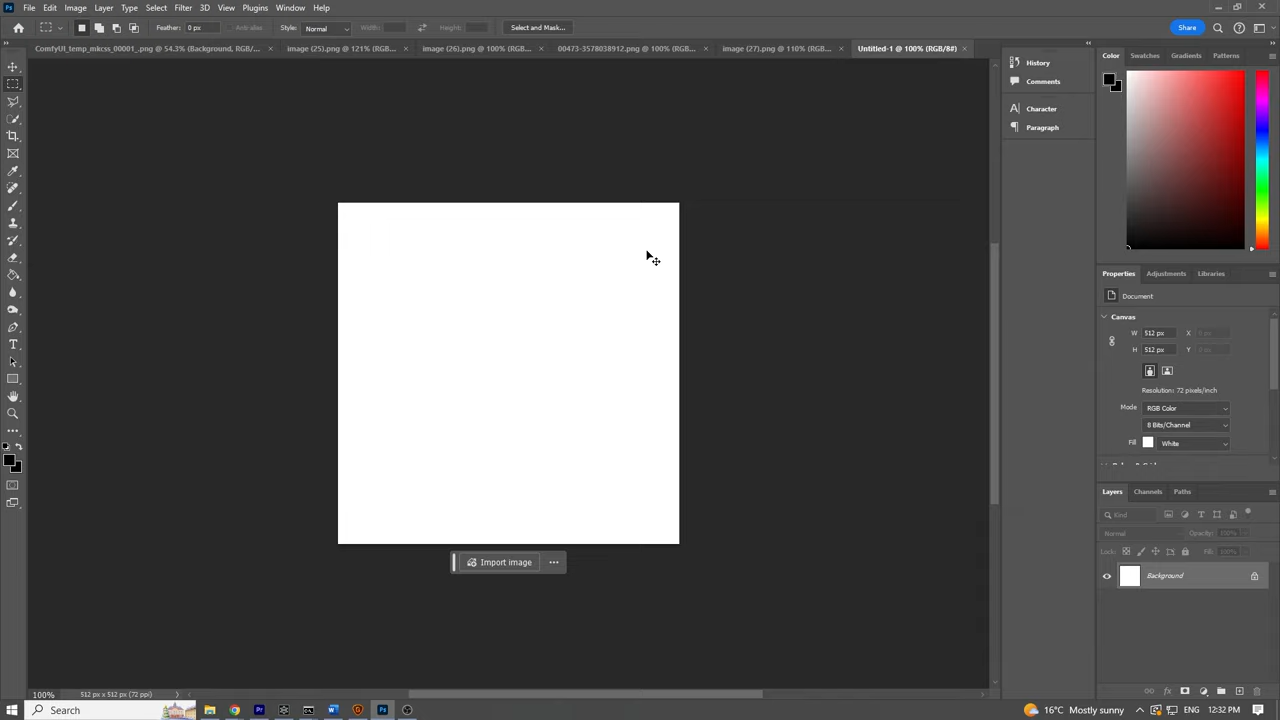 Ps File Edit Image Layer Type Select Filter 3D View Plugins Window Help
Feather: 0 px Anti-alias Style: Normal Width: Height: Select and Mask... Share
ComfyUI_temp_mkcss_00001_.png @ 54.3% (Background, RGB/... × image (25).png @ 121% (RGB... × image (26).png @ 100% (RGB... × 00473-3578038912.png @ 100% (RGB... × image (27).png @ 110% (RGB... × Untitled-1 @ 100% (RGB/8#) ×
History
Comments
Character
Paragraph
Color Swatches Gradients Patterns
Properties Adjustments Libraries
Document
Canvas
W 512 px X 0 px
H 512 px Y 0 px
Resolution: 72 pixels/inch
Mode RGB Color
8 Bits/Channel
Fill White
Layers Channels Paths
Kind
Normal Opacity: 100%
Lock: Fill: 100%
Background
Import image
100% 512 px x 512 px (72 ppi)
Search
16°C Mostly sunny ENG 12:32 PM